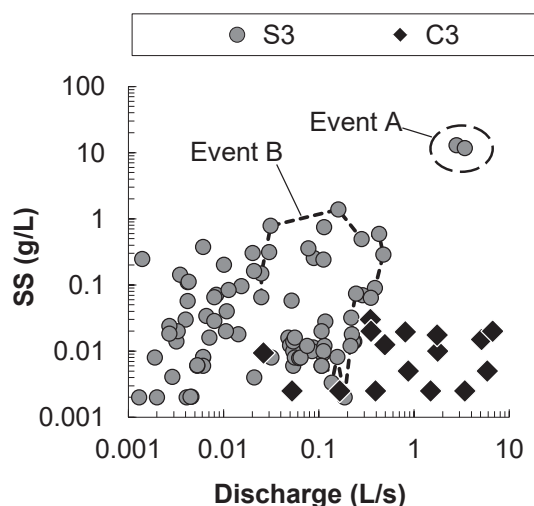 S3 C3
100
10
1
0.1
0.01
0.001
SS (g/L)
Event A
Event B
0.001 0.01 0.1 1 10
Discharge (L/s)